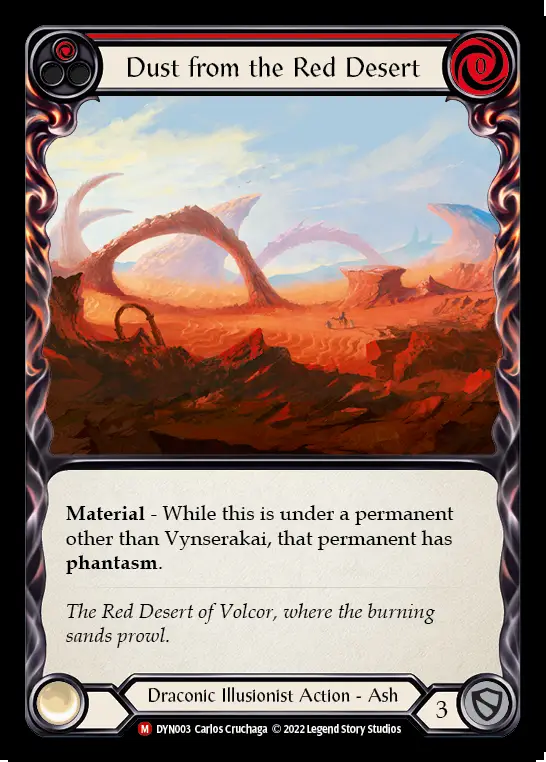 Dust from the Red Desert
0
Material - While this is under a permanent
other than Vynserakai, that permanent has
phantasm.
The Red Desert of Volcor, where the burning
sands prowl.
Draconic Illusionist Action - Ash
3
M DYN003 Carlos Cruchaga © 2022 Legend Story Studios